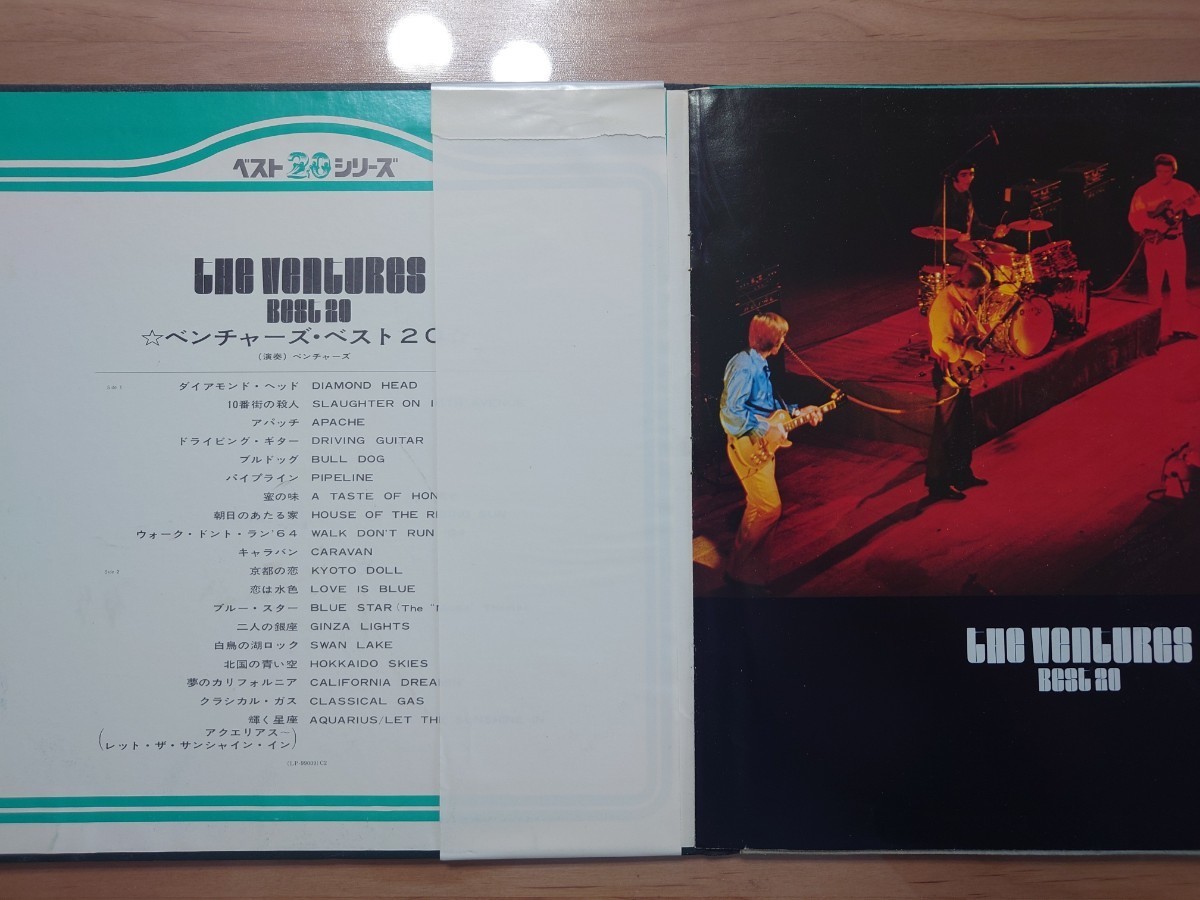 ベスト20シリーズ
the Ventures
Best 20
☆ベンチャーズ・ベスト20
(演奏) ベンチャーズ
Side 1
ダイアモンド・ヘッド DIAMOND HEAD
10番街の殺人 SLAUGHTER ON
アパッチ APACHE
ドライビング・ギター DRIVING GUITAR
ブルドッグ BULL DOG
パイプライン PIPELINE
蜜の味 A TASTE OF HON
朝日のあたる家 HOUSE OF THE RI
ウォーク・ドント・ラン'64 WALK DON'T RUN
キャラバン CARAVAN
Side 2
京都の恋 KYOTO DOLL
恋は水色 LOVE IS BLUE
ブルー・スター BLUE STAR (The "
二人の銀座 GINZA LIGHTS
白鳥の湖ロック SWAN LAKE
北国の青い空 HOKKAIDO SKIES
夢のカリフォルニア CALIFORNIA DREA
クラシカル・ガス CLASSICAL GAS
輝く星座 AQUARIUS/LET TH
(アクエリアス−
レット・ザ・サンシャイン・イン)
the Ventures
Best 20